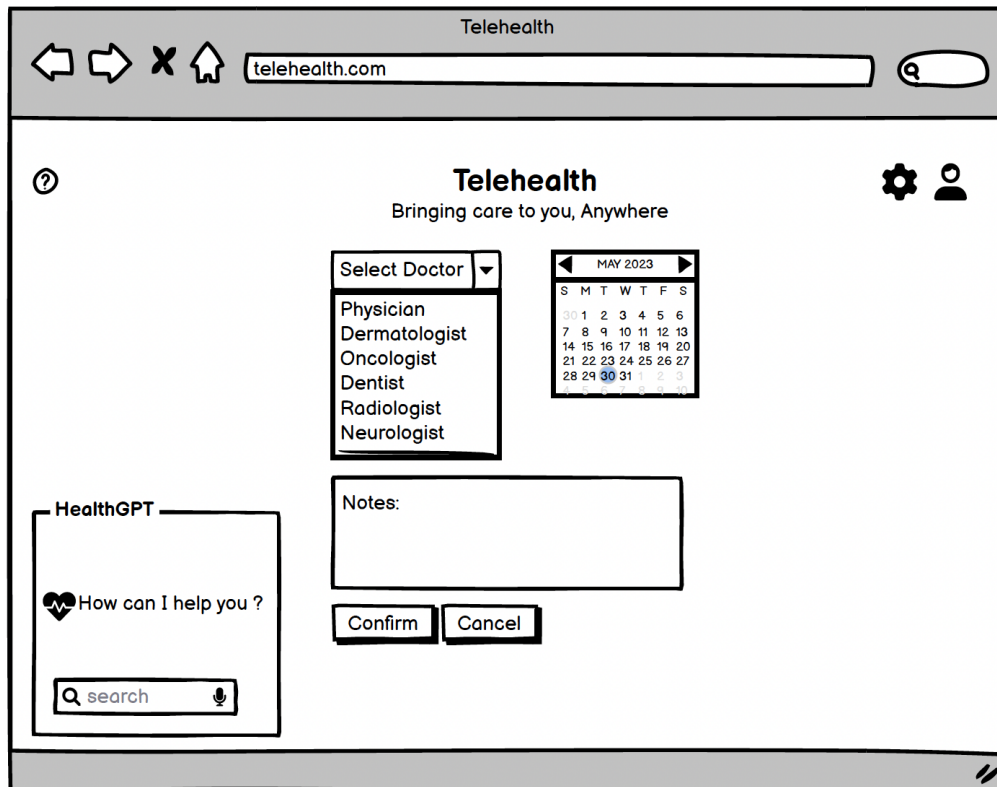 Telehealth
telehealth.com
Telehealth
Bringing care to you, Anywhere
Select Doctor
Physician
Dermatologist
Oncologist
Dentist
Radiologist
Neurologist
MAY 2023
S M T W T F S
30 1 2 3 4 5 6
7 8 9 10 11 12 13
14 15 16 17 18 19 20
21 22 23 24 25 26 27
28 29 30 31 1 2 3
4 5 6 7 8 9 10
Notes:
Confirm Cancel
HealthGPT
How can I help you ?
search